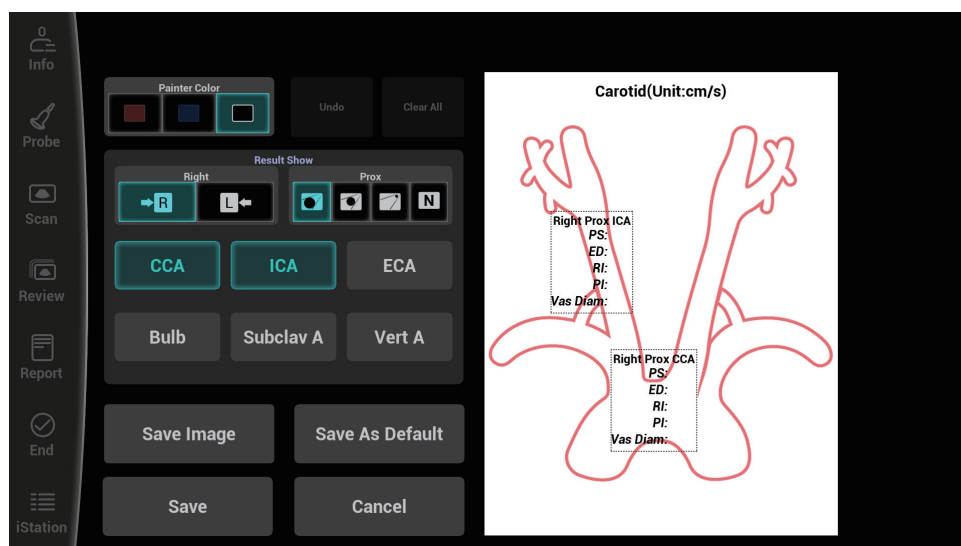 0
Info
Probe
Scan
Review
Report
End
iStation
Painter Color
Undo
Clear All
Result Show
Right
Prox
R
L
N
CCA
ICA
ECA
Bulb
Subclav A
Vert A
Save Image
Save As Default
Save
Cancel
Carotid(Unit:cm/s)
Right Prox ICA
PS:
ED:
RI:
PI:
Vas Diam:
Right Prox CCA
PS:
ED:
RI:
PI:
Vas Diam: